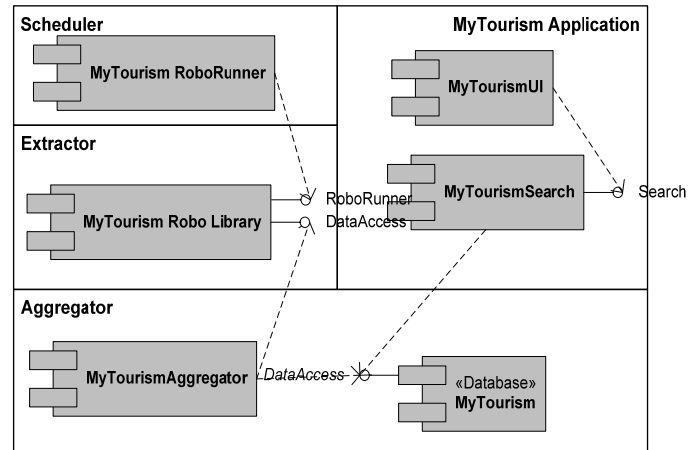 Scheduler
MyTourism RoboRunner
MyTourism Application
MyTourismUI
Extractor
MyTourism Robo Library
RoboRunner
DataAccess
MyTourismSearch
Search
Aggregator
MyTourismAggregator
DataAccess
«Database»
MyTourism